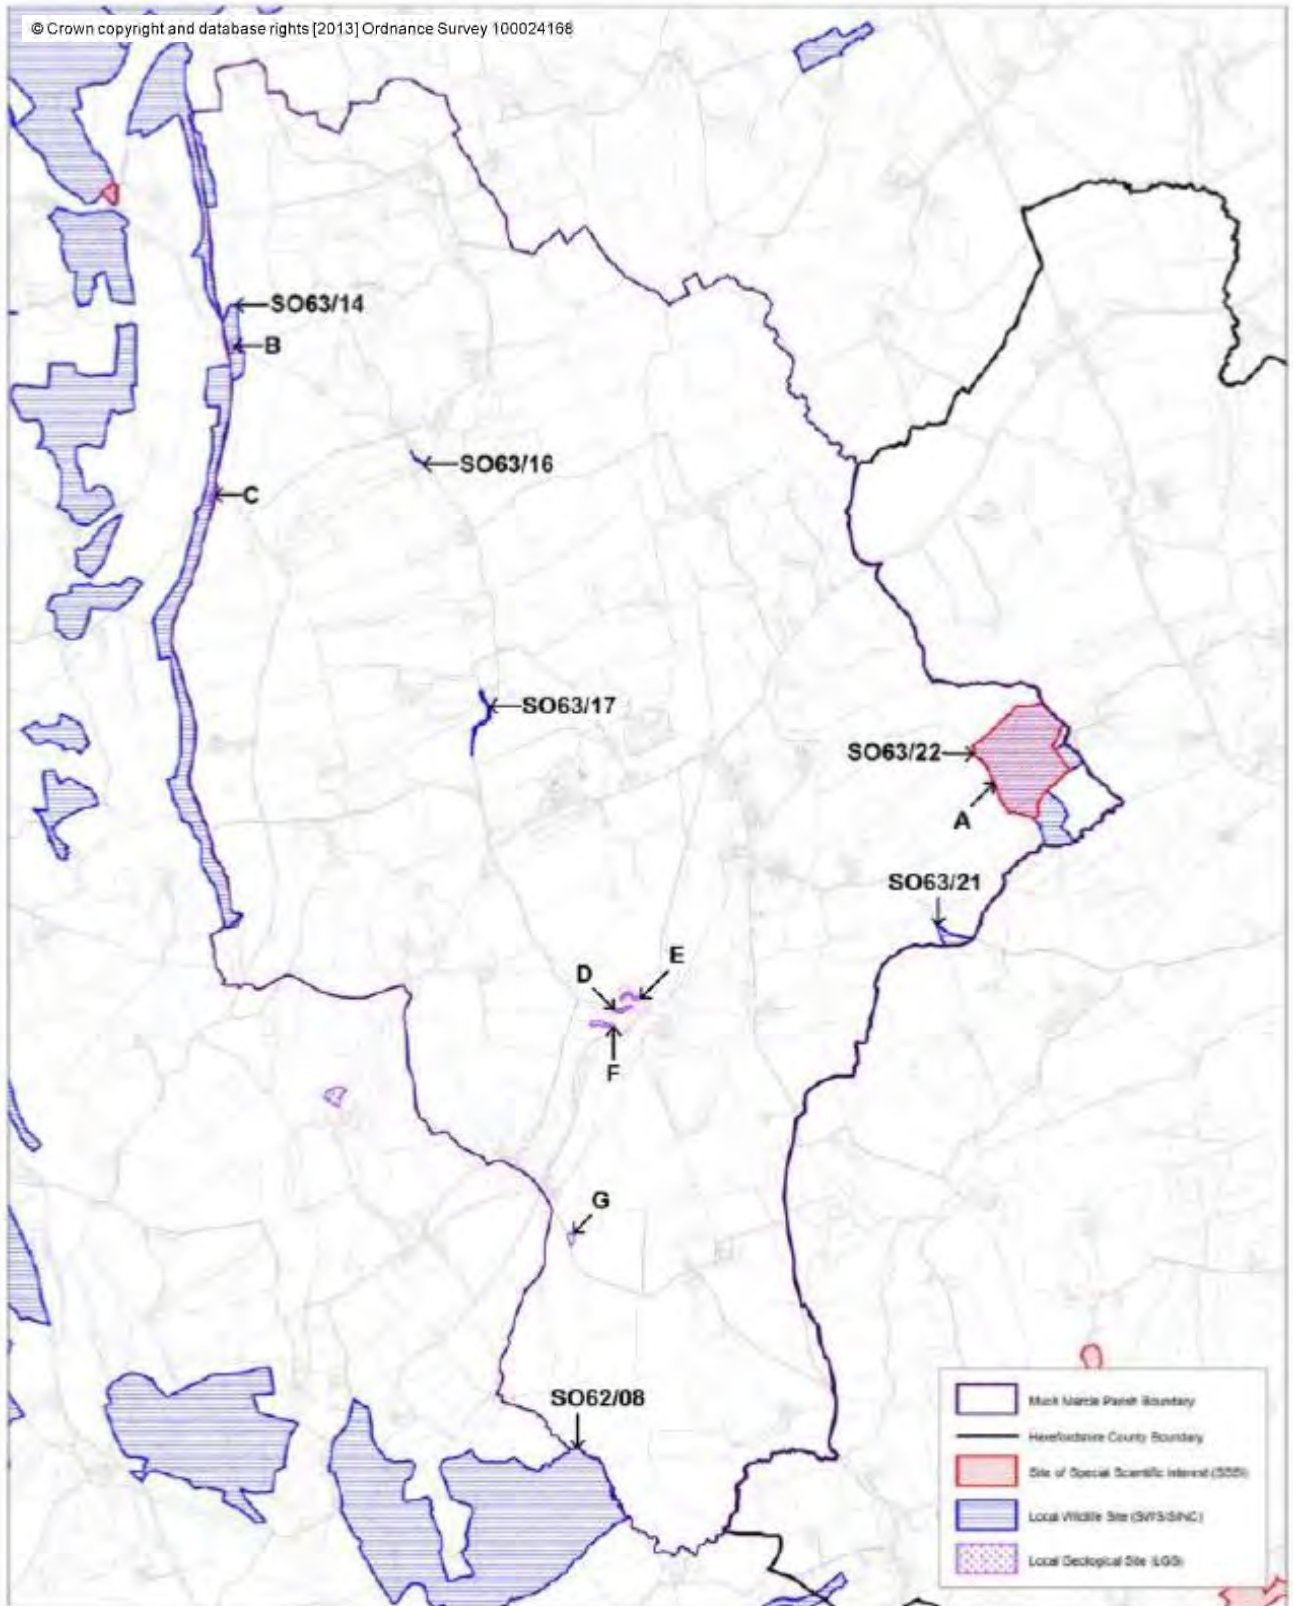 © Crown copyright and database rights [2013] Ordnance Survey 100024168
SO63/14
B
SO63/16
C
SO63/17
SO63/22
A
SO63/21
E
D
F
G
SO62/08
Much Marcle Parish Boundary
Herefordshire County Boundary
Site of Special Scientific Interest (SSSI)
Local Wildlife Site (SWS/SINC)
Local Geological Site (LGS)